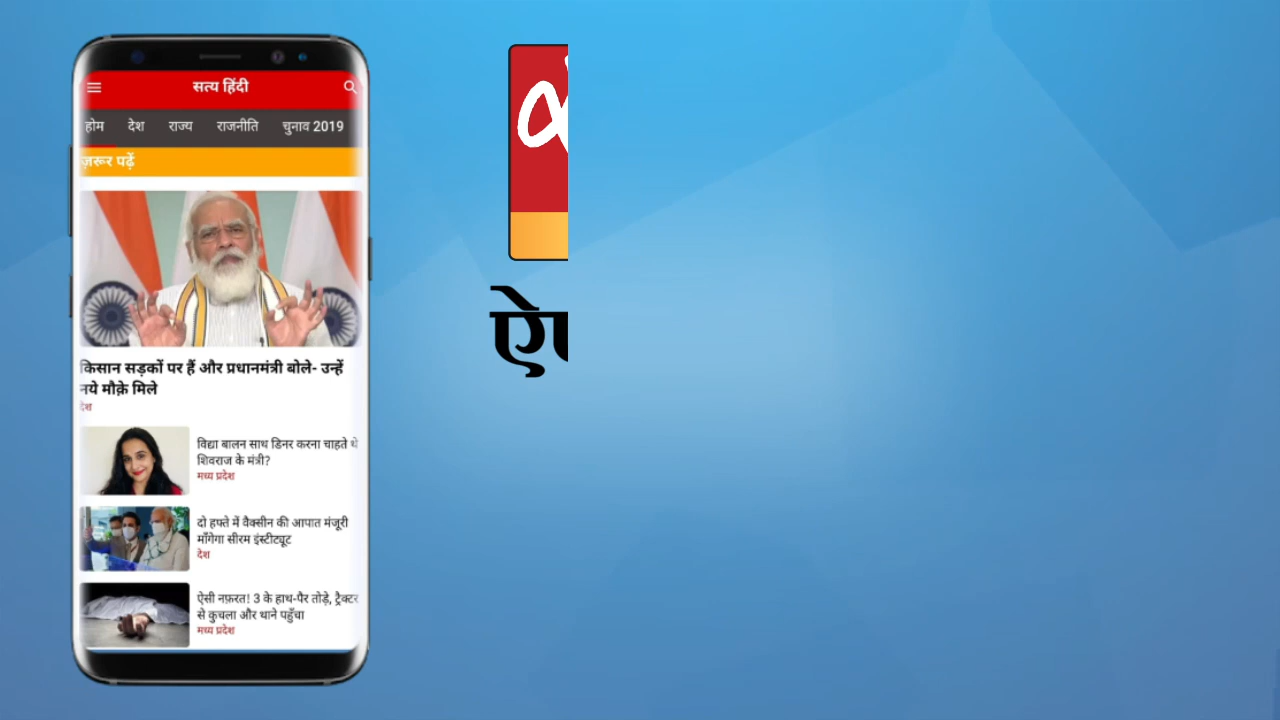 सत्य हिंदी
होम देश राज्य राजनीति चुनाव 2019
ज़रूर पढ़ें
किसान सड़कों पर हैं और प्रधानमंत्री बोले- उन्हें
नये मौक़े मिले
देश
विद्या बालन साथ डिनर करना चाहते थे
शिवराज के मंत्री?
मध्य प्रदेश
दो हफ्ते में वैक्सीन की आपात मंजूरी
माँगेगा सीरम इंस्टीट्यूट
देश
ऐसी नफ़रत! 3 के हाथ-पैर तोड़े, ट्रैक्टर
से कुचला और थाने पहुँचा
मध्य प्रदेश